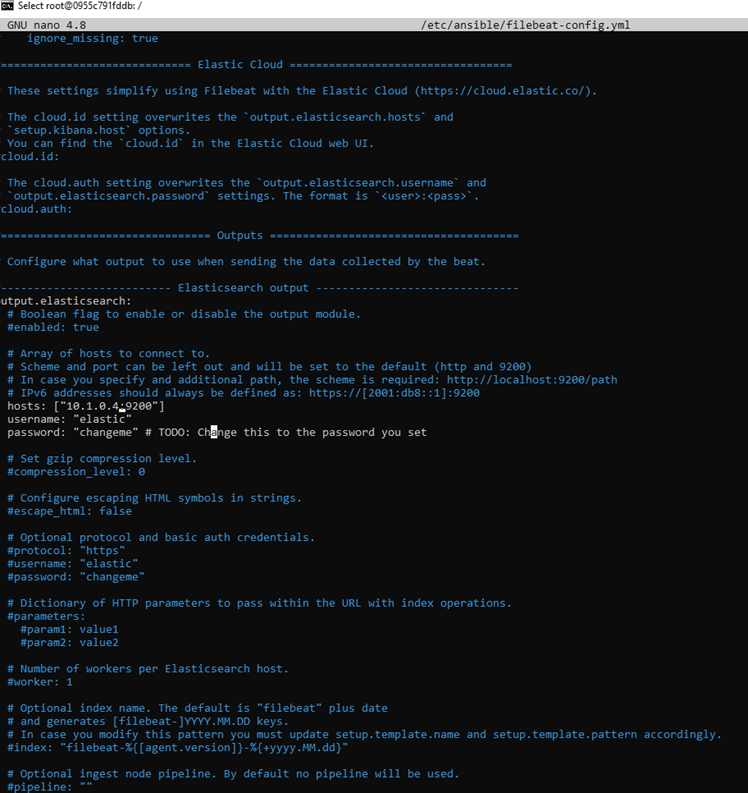 Select root@0955c791fddb: /
GNU nano 4.8 /etc/ansible/filebeat-config.yml
ignore_missing: true
============================= Elastic Cloud ==================================
These settings simplify using Filebeat with the Elastic Cloud (https://cloud.elastic.co/).
The cloud.id setting overwrites the `output.elasticsearch.hosts` and
`setup.kibana.host` options.
You can find the `cloud.id` in the Elastic Cloud web UI.
cloud.id:
The cloud.auth setting overwrites the `output.elasticsearch.username` and
`output.elasticsearch.password` settings. The format is `<user>:<pass>`.
cloud.auth:
================================ Outputs ======================================
Configure what output to use when sending the data collected by the beat.
-------------------------- Elasticsearch output -------------------------------
output.elasticsearch:
# Boolean flag to enable or disable the output module.
#enabled: true
# Array of hosts to connect to.
# Scheme and port can be left out and will be set to the default (http and 9200)
# In case you specify and additional path, the scheme is required: http://localhost:9200/path
# IPv6 addresses should always be defined as: https://[2001:db8::1]:9200
hosts: ["10.1.0.4:9200"]
username: "elastic"
password: "changeme" # TODO: Change this to the password you set
# Set gzip compression level.
#compression_level: 0
# Configure escaping HTML symbols in strings.
#escape_html: false
# Optional protocol and basic auth credentials.
#protocol: "https"
#username: "elastic"
#password: "changeme"
# Dictionary of HTTP parameters to pass within the URL with index operations.
#parameters:
#param1: value1
#param2: value2
# Number of workers per Elasticsearch host.
#worker: 1
# Optional index name. The default is "filebeat" plus date
# and generates [filebeat-]YYYY.MM.DD keys.
# In case you modify this pattern you must update setup.template.name and setup.template.pattern accordingly.
#index: "filebeat-%{[agent.version]}-%{+yyyy.MM.dd}"
# Optional ingest node pipeline. By default no pipeline will be used.
#pipeline: ""